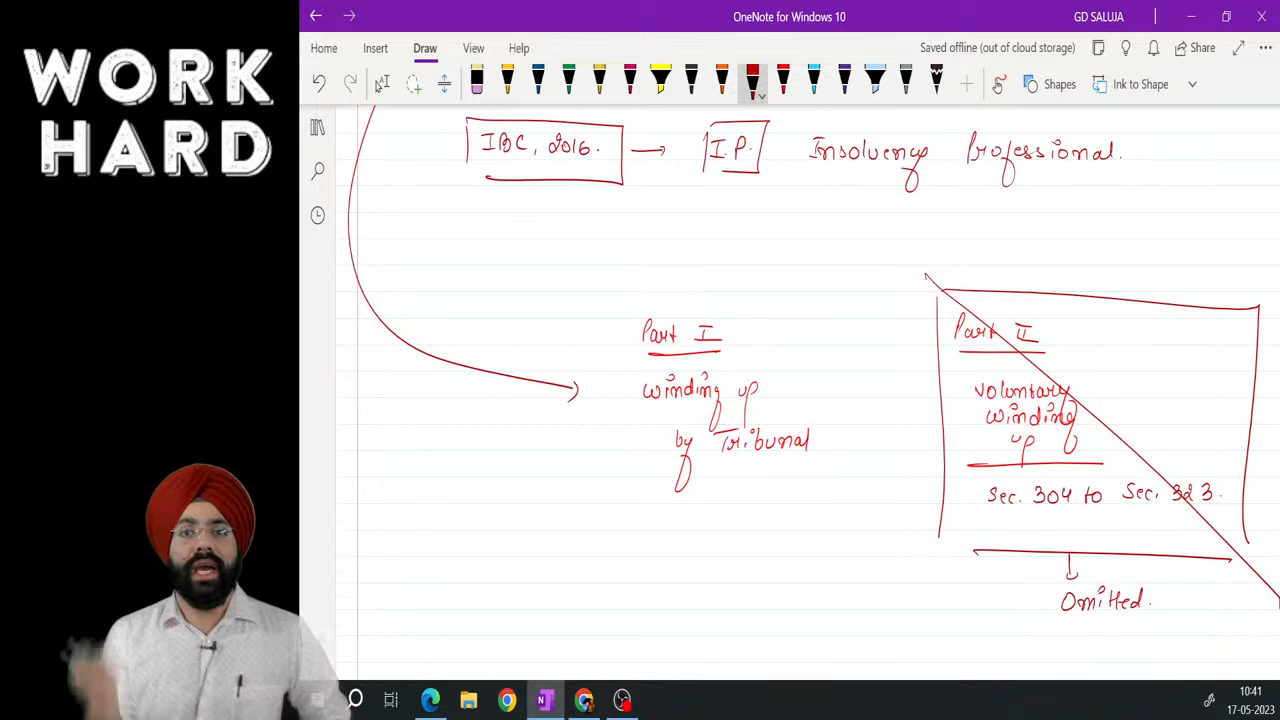 WORK
HARD
OneNote for Windows 10
GD SALUJA
Home Insert Draw View Help
Saved offline (out of cloud storage)
Share
Shapes
Ink to Shape
IBC, 2016. → I.P. Insolvency Professional.
Part I
winding up
by Tribunal
Part II
voluntary
winding
up
Sec. 304 to Sec. 323.
Omitted.
10:41
17-05-2023